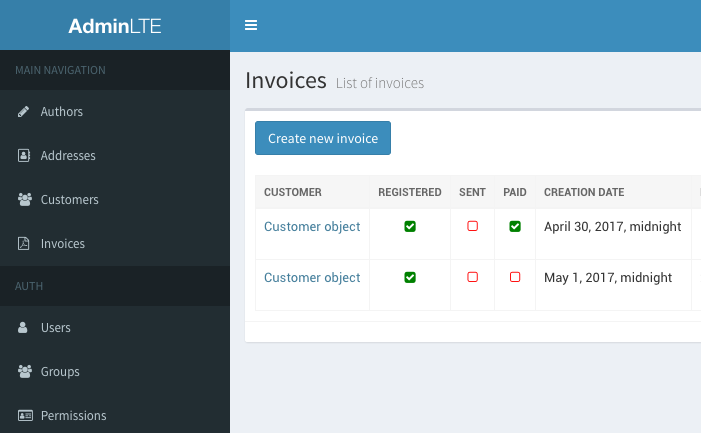 AdminLTE
MAIN NAVIGATION
Authors
Addresses
Customers
Invoices
AUTH
Users
Groups
Permissions
Invoices List of invoices
Create new invoice
CUSTOMER REGISTERED SENT PAID CREATION DATE
Customer object April 30, 2017, midnight
Customer object May 1, 2017, midnight